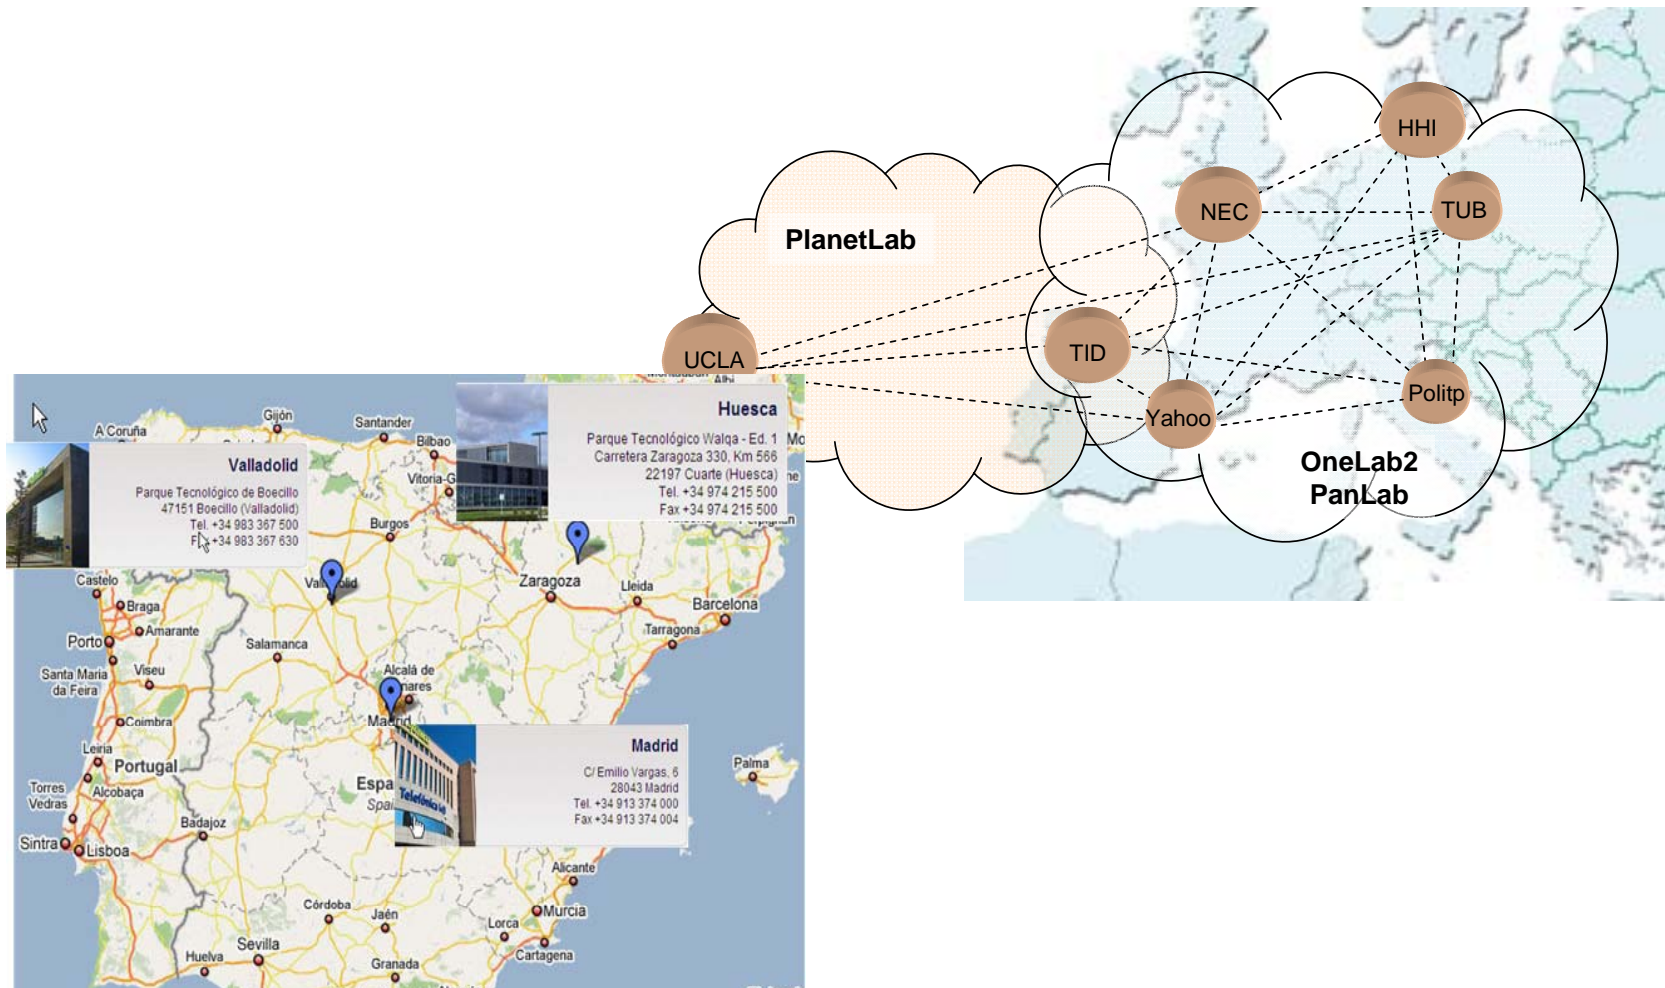 HHI
NEC
TUB
PlanetLab
UCLA
TID
Yahoo
Politp
OneLab2
PanLab
Huesca
Parque Tecnológico Walqa - Ed. 1
Carretera Zaragoza 330, Km 566
22197 Cuarte (Huesca)
Tel. +34 974 215 500
Fax +34 974 215 500
Valladolid
Parque Tecnológico de Boecillo
47151 Boecillo (Valladolid)
Tel. +34 983 367 500
+34 983 367 630
Madrid
C/ Emilio Vargas, 6
28043 Madrid
Tel. +34 913 374 000
Fax +34 913 374 004
Telefónica
A Coruña
Gijón
Santander
Bilbao
Albi
Vitoria-G
Burgos
Zaragoza
Lleida
Barcelona
Tarragona
Castelo
Braga
Amarante
Porto
Salamanca
Santa Maria
da Feira
Viseu
Alcalá de
Madrid
Coimbra
Leiria
Portugal
Alcobaça
Torres
Vedras
Palma
Badajoz
Sintra
Lisboa
Alicante
Murcia
Córdoba
Jaén
Lorca
Cartagena
Sevilla
Huelva
Granada